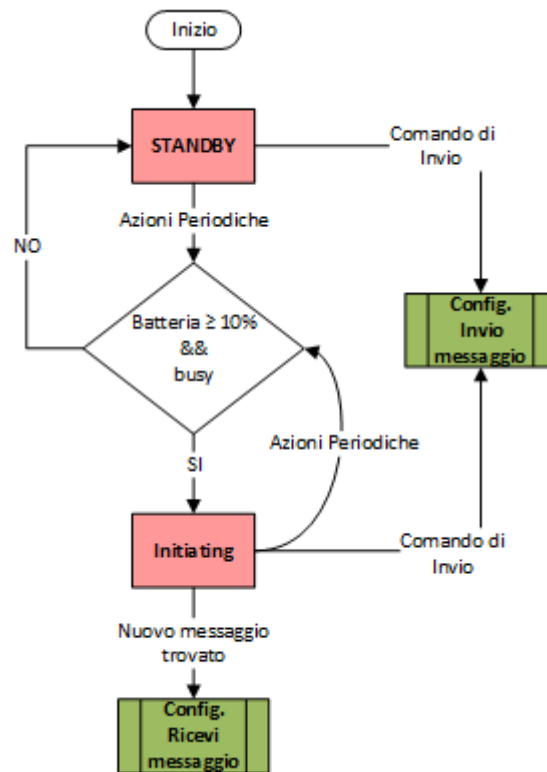 Inizio
STANDBY
Comando di
Invio
Azioni Periodiche
NO
Config.
Invio
messaggio
Batteria ≥ 10%
&&
busy
Azioni Periodiche
SI
Initiating
Comando di
Invio
Nuovo messaggio
trovato
Config.
Ricevi
messaggio